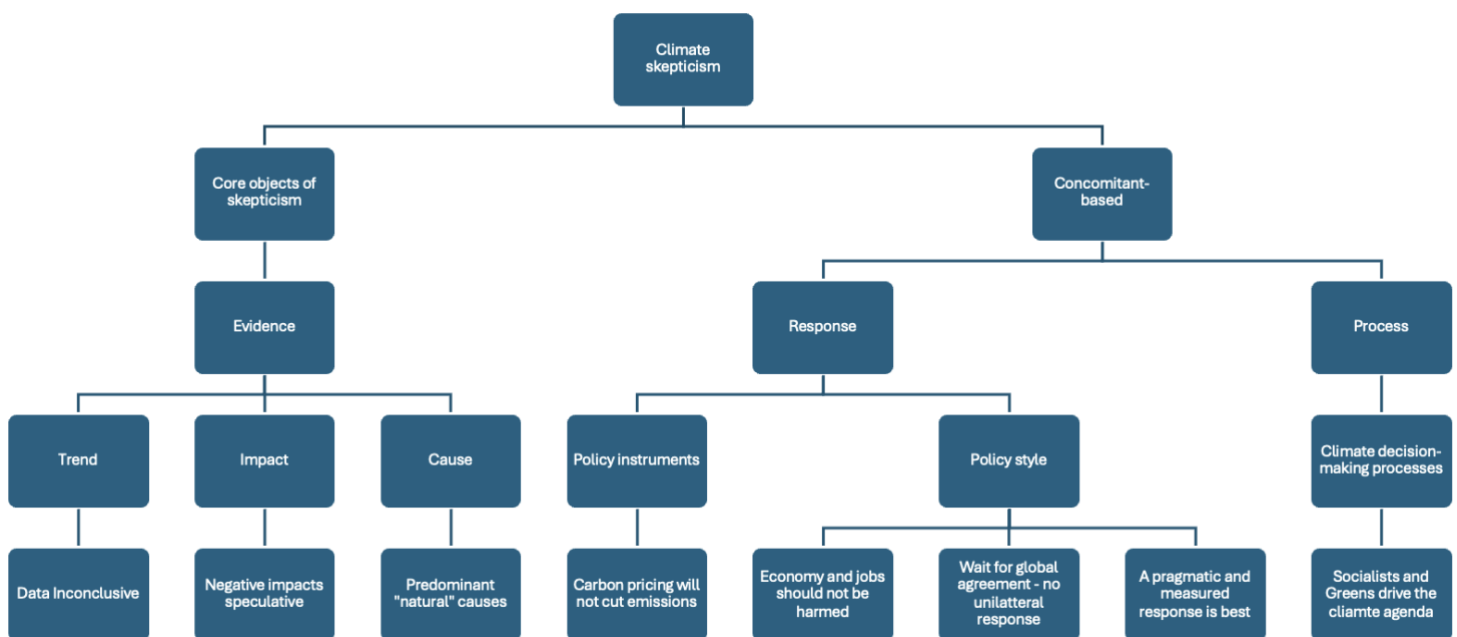 Climate
skepticism
Core objects of
skepticism
Concomitant-
based
Evidence
Response
Process
Trend
Impact
Cause
Policy instruments
Policy style
Climate decision-
making processes
Data Inconclusive
Negative impacts
speculative
Predominant
"natural" causes
Carbon pricing will
not cut emissions
Economy and jobs
should not be
harmed
Wait for global
agreement - no
unilatteral
response
A pragmatic and
measured
response is best
Socialists and
Greens drive the
cliamte agenda